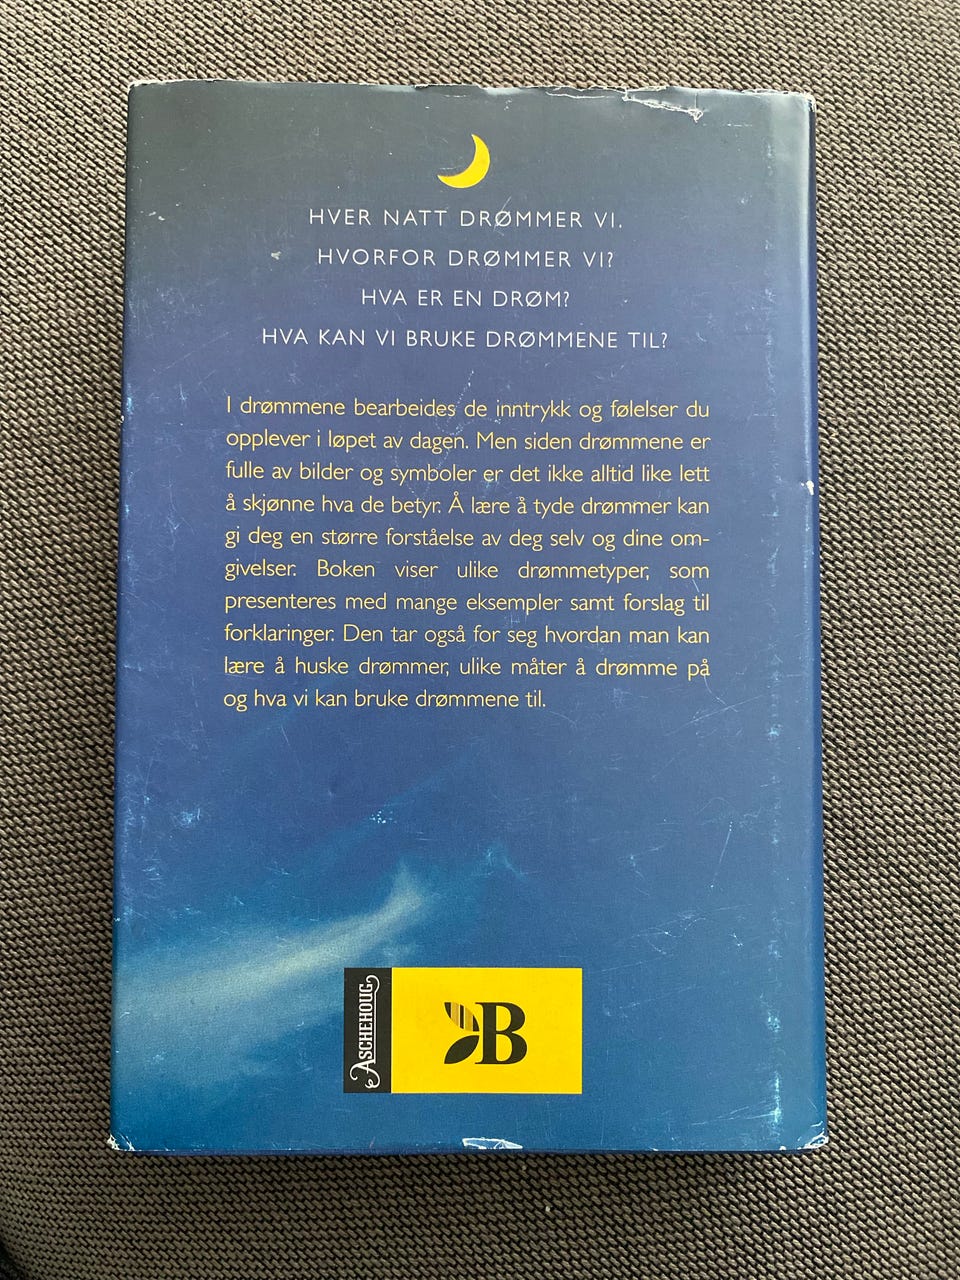 HVER NATT DRØMMER VI.
HVORFOR DRØMMER VI?
HVA ER EN DRØM?
HVA KAN VI BRUKE DRØMMENE TIL?
I drømmene bearbeides de inntrykk og følelser du
opplever i løpet av dagen. Men siden drømmene er
fulle av bilder og symboler er det ikke alltid like lett
å skjønne hva de betyr. Å lære å tyde drømmer kan
gi deg en større forståelse av deg selv og dine om-
givelser. Boken viser ulike drømmetyper, som
presenteres med mange eksempler samt forslag til
forklaringer. Den tar også for seg hvordan man kan
lære å huske drømmer, ulike måter å drømme på
og hva vi kan bruke drømmene til.
ASCHEHOUG
B